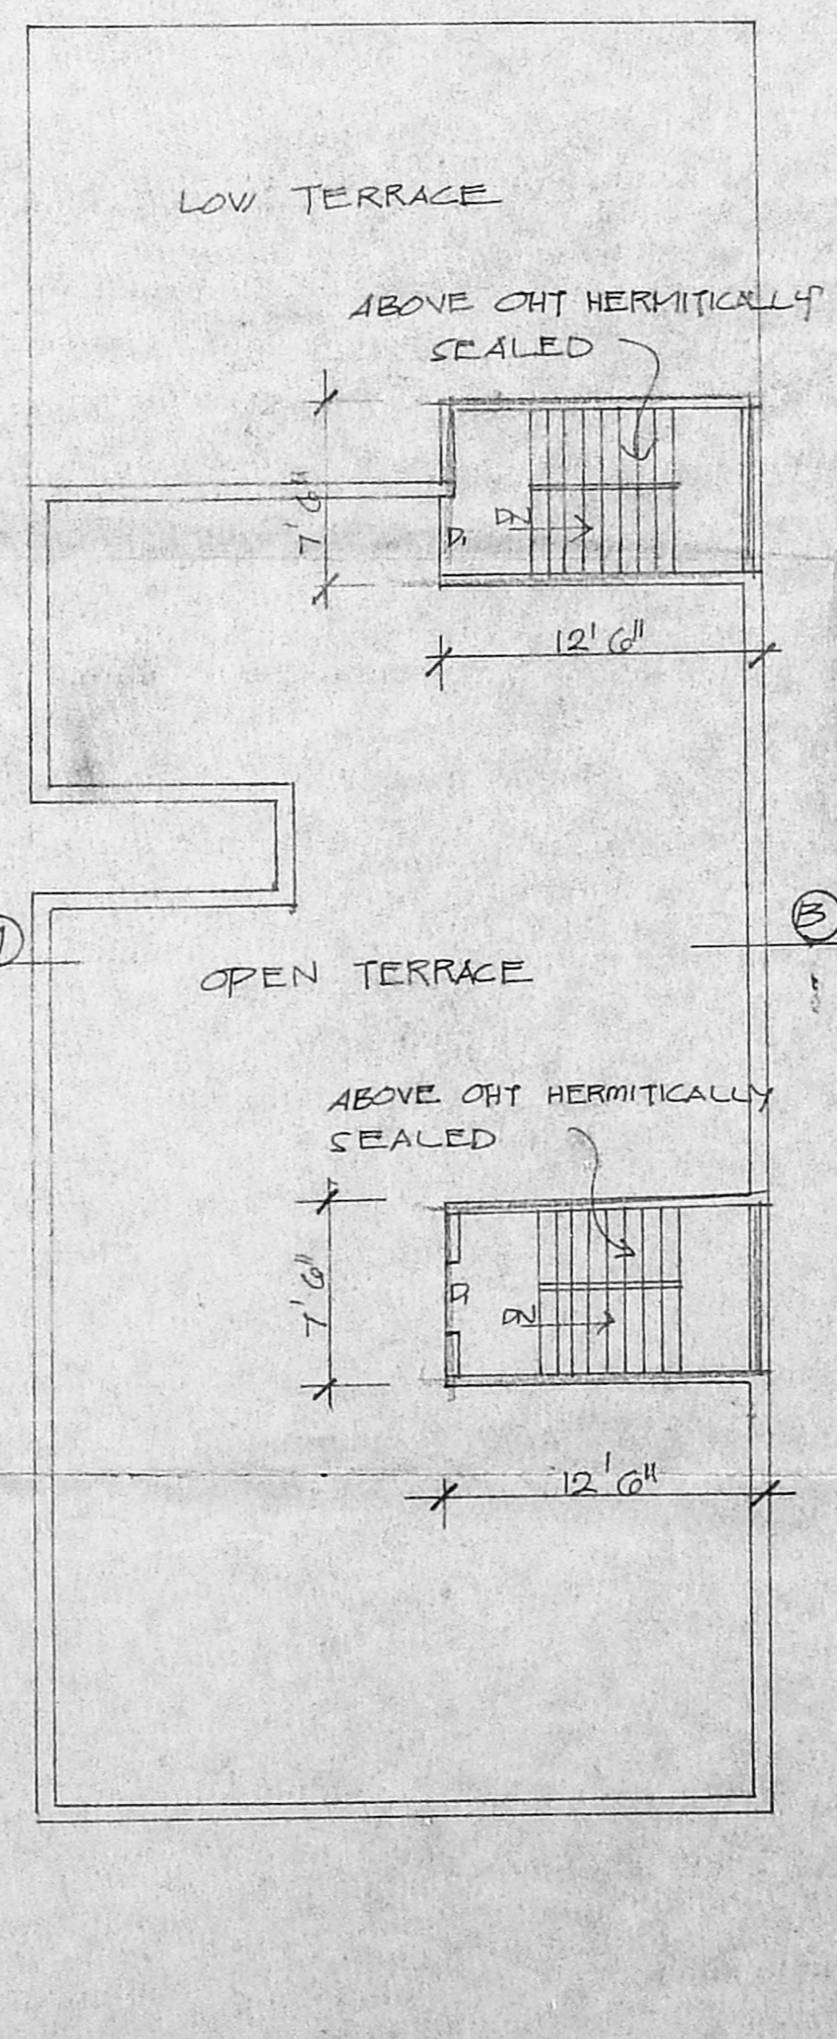 LOW TERRACE
ABOVE OHT HERMITICALLY
SEALED
7' 6"
DN
D1
12' 6"
B
OPEN TERRACE
ABOVE OHT HERMITICALLY
SEALED
7' 6"
D1
DN
12' 6"